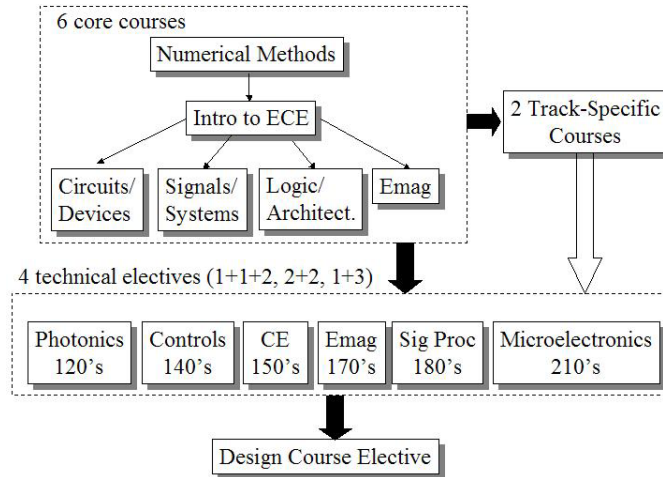 6 core courses
Numerical Methods
Intro to ECE
Circuits/
Devices
Signals/
Systems
Logic/
Architect.
Emag
2 Track-Specific
Courses
4 technical electives (1+1+2, 2+2, 1+3)
Photonics
120's
Controls
140's
CE
150's
Emag
170's
Sig Proc
180's
Microelectronics
210's
Design Course Elective